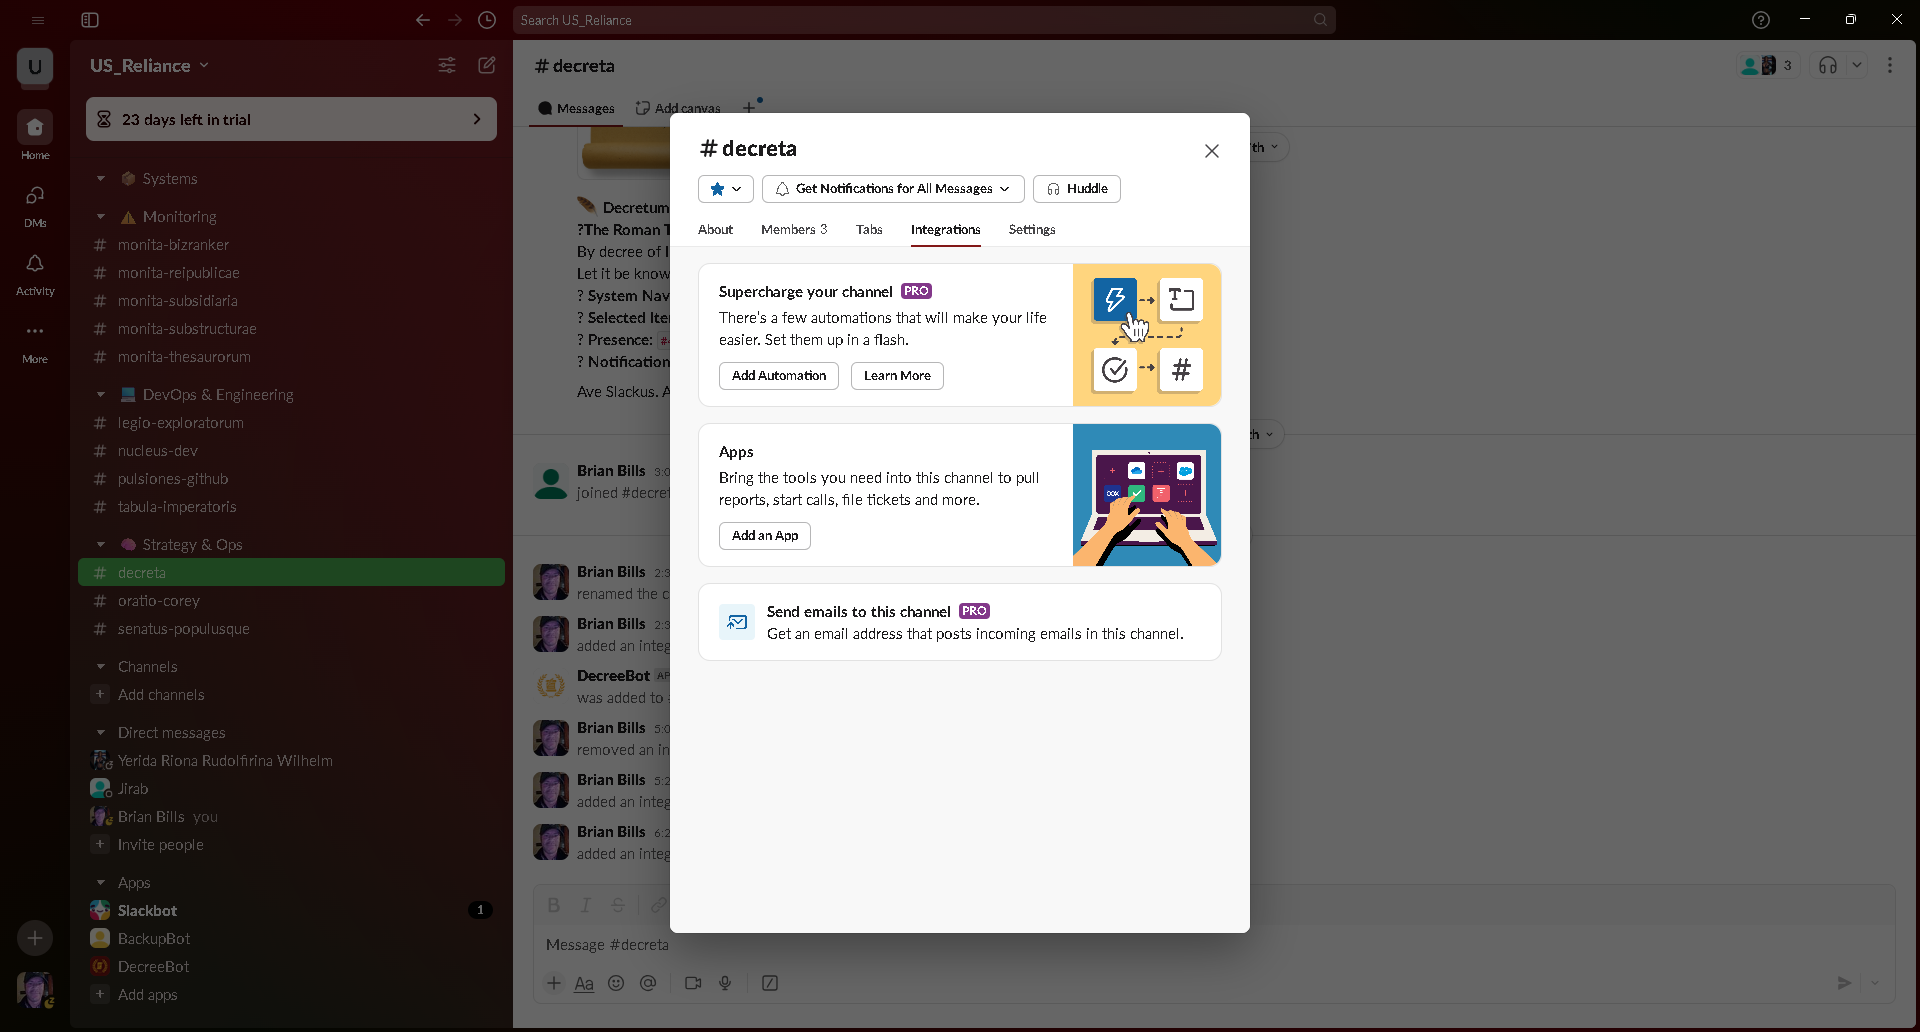 Search US_Reliance
U
US_Reliance
23 days left in trial
Home
DMs
Activity
More
Systems
Monitoring
# monita-bizranker
# monita-reipublicae
# monita-subsidiaria
# monita-substructurae
# monita-thesaurorum
DevOps & Engineering
# legio-exploratorum
# nucleus-dev
# pulsiones-github
# tabula-imperatoris
Strategy & Ops
# decreta
# oratio-corey
# senatus-populusque
Channels
+ Add channels
Direct messages
Yerida Riona Rudolfirina Wilhelm
Jirab
Brian Bills you
+ Invite people
Apps
Slackbot 1
BackupBot
DecreeBot
+ Add apps
# decreta
3
Messages
Add canvas
th
Decretum
?The Roman T
By decree of
Let it be know
? System Nav
? Selected Ite
? Presence:
? Notification
Ave Slackus. A
th
Brian Bills 3:0
joined #decret
Brian Bills 2:3
renamed the c
Brian Bills 2:3
added an integ
DecreeBot AP
was added to
Brian Bills 5:0
removed an in
Brian Bills 5:2
added an integ
Brian Bills 6:2
added an integ
B I S
Message #decreta
Aa
# decreta
Get Notifications for All Messages
Huddle
About
Members 3
Tabs
Integrations
Settings
Supercharge your channel PRO
There's a few automations that will make your life
easier. Set them up in a flash.
Add Automation
Learn More
T
#
Apps
Bring the tools you need into this channel to pull
reports, start calls, file tickets and more.
Add an App
Send emails to this channel PRO
Get an email address that posts incoming emails in this channel.